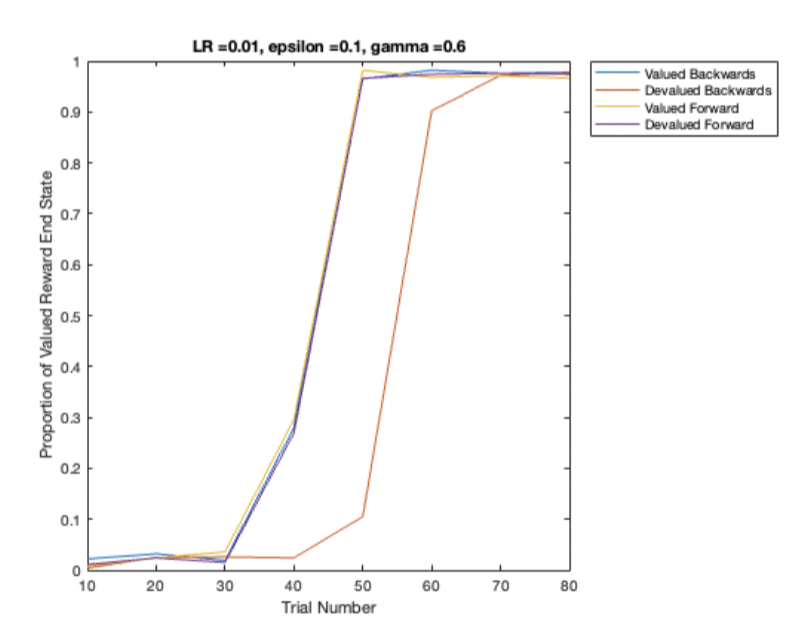 LR =0.01, epsilon =0.1, gamma =0.6
1
0.9
0.8
0.7
0.6
0.5
0.4
0.3
0.2
0.1
0
Proportion of Valued Reward End State
10 20 30 40 50 60 70 80
Trial Number
Valued Backwards
Devalued Backwards
Valued Forward
Devalued Forward